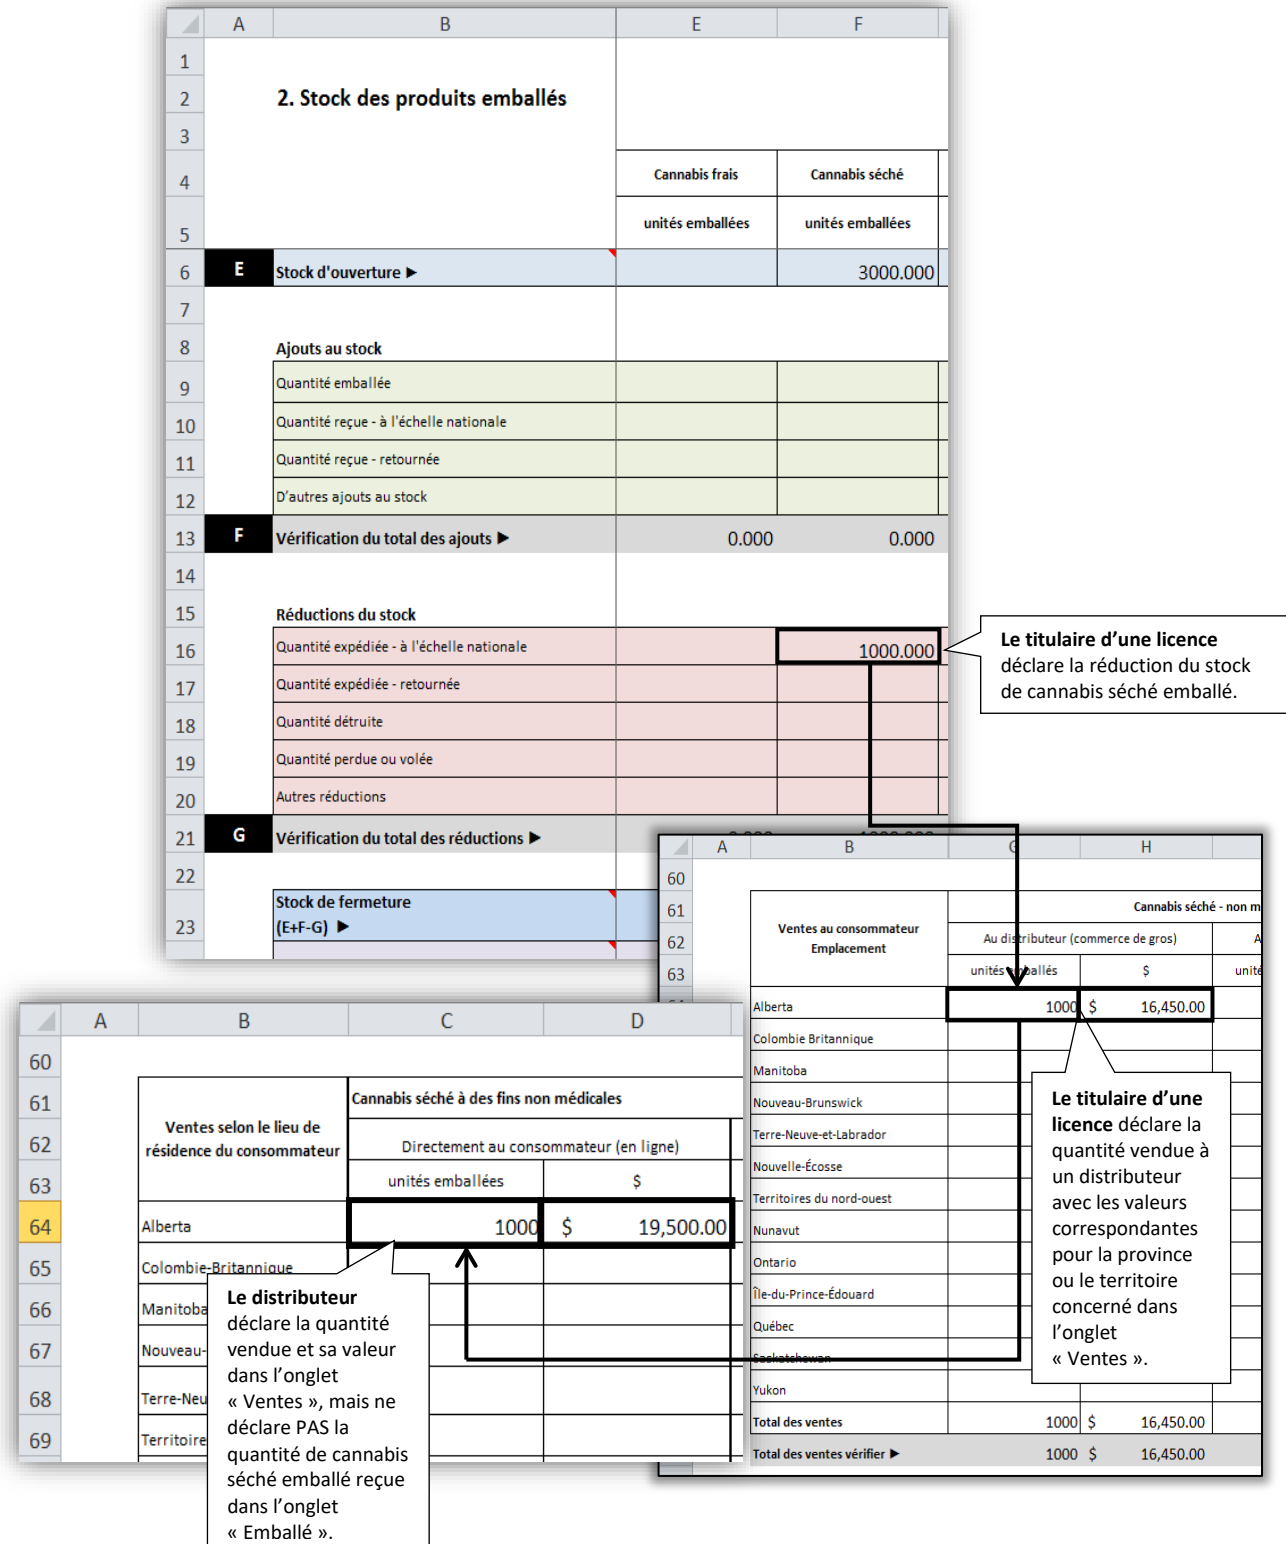 A B E F
1
2 2. Stock des produits emballés
3
4 Cannabis frais Cannabis séché
5 unités emballées unités emballées
6 E Stock d'ouverture ► 3000.000
7
8 Ajouts au stock
9 Quantité emballée
10 Quantité reçue - à l'échelle nationale
11 Quantité reçue - retournée
12 D'autres ajouts au stock
13 F Vérification du total des ajouts ► 0.000 0.000
14
15 Réductions du stock
16 Quantité expédiée - à l'échelle nationale 1000.000
17 Quantité expédiée - retournée
18 Quantité détruite
19 Quantité perdue ou volée
20 Autres réductions
21 G Vérification du total des réductions ►
22
Stock de fermeture
23 (E+F-G) ►
Le titulaire d’une licence
déclare la réduction du stock
de cannabis séché emballé.
A B G H
60
61 Cannabis séché - non m
Ventes au consommateur
62 Emplacement Au distributeur (commerce de gros) A
63 unités emballés $ unité
Alberta 1000 $ 16,450.00
Colombie Britannique
Manitoba
Nouveau-Brunswick
Terre-Neuve-et-Labrador
Nouvelle-Écosse
Territoires du nord-ouest
Nunavut
Ontario
Île-du-Prince-Édouard
Québec
Saskatchewan
Yukon
Total des ventes 1000 $ 16,450.00
Total des ventes vérifier ► 1000 $ 16,450.00
Le titulaire d’une
licence déclare la
quantité vendue à
un distributeur
avec les valeurs
correspondantes
pour la province
ou le territoire
concerné dans
l’onglet
« Ventes ».
A B C D
60
61 Cannabis séché à des fins non médicales
Ventes selon le lieu de
62 résidence du consommateur Directement au consommateur (en ligne)
63 unités emballées $
64 Alberta 1000 $ 19,500.00
65 Colombie-Britannique
66 Manitoba
67 Nouveau-
68 Terre-Neu
69 Territoire
Le distributeur
déclare la quantité
vendue et sa valeur
dans l’onglet
« Ventes », mais ne
déclare PAS la
quantité de cannabis
séché emballé reçue
dans l’onglet
« Emballé ».